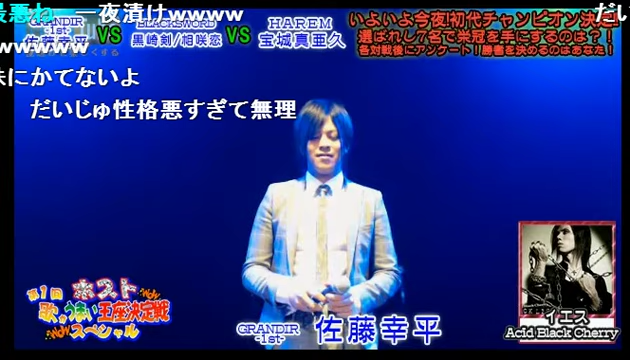 最悪ね 一夜漬けwwww
だい
GRANDIR
-1st-
佐藤幸平
VS
BLACKSWORD
黒崎剣/相咲恋
VS
HAREM
宝城真亜久
いよいよ今夜!初代チャンピオン決定
選ばれし7名で栄冠を手にするのは?!
各対戦後にアンケート!!勝者を決めるのはあなた!
wwwww
にかてないよ
だいじゅ性格悪すぎて無理
第1回
ホスト
歌うまい王座決定戦
スペシャル
GRANDIR
-1st-
佐藤幸平
イエス
Acid Black Cherry